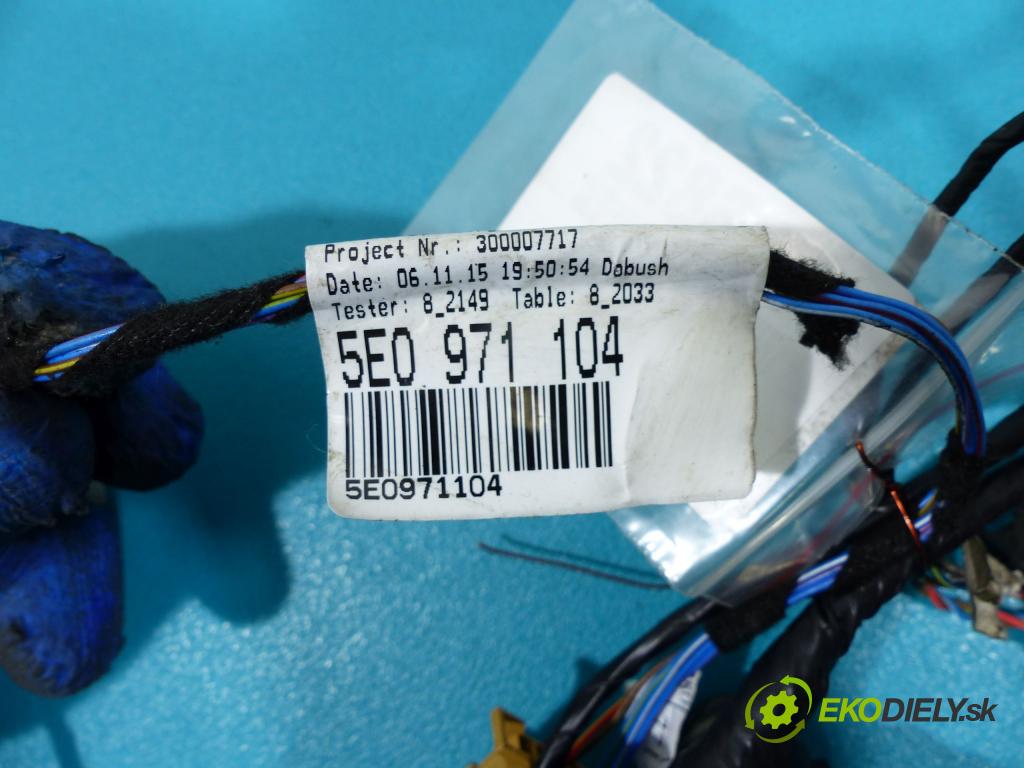 Project Nr.: 300007717
Date: 06.11.15 19:50:54 Dobush
Tester: 8_2149 Table: 8_2033
5E0 971 104
5E0971104
EKODIELY.sk